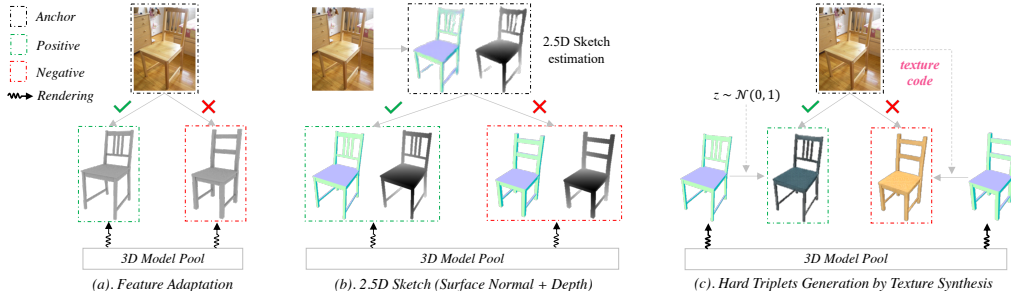 Anchor
Positive
Negative
Rendering
2.5D Sketch
estimation
texture
code
z ~ 𝒩(0, 1)
3D Model Pool
3D Model Pool
3D Model Pool
(a). Feature Adaptation
(b). 2.5D Sketch (Surface Normal + Depth)
(c). Hard Triplets Generation by Texture Synthesis